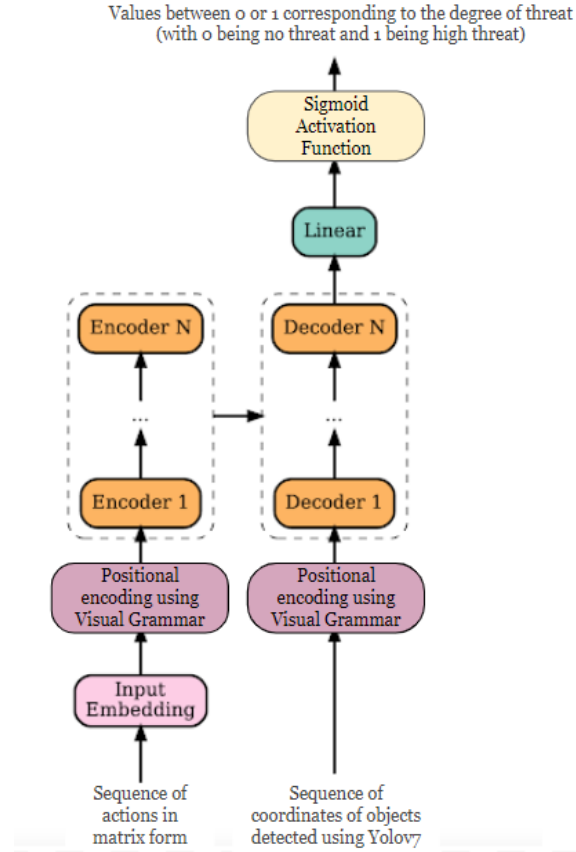 Values between 0 or 1 corresponding to the degree of threat
(with 0 being no threat and 1 being high threat)
Sigmoid
Activation
Function
Linear
Encoder N
Decoder N
...
...
Encoder 1
Decoder 1
Positional
encoding using
Visual Grammar
Positional
encoding using
Visual Grammar
Input
Embedding
Sequence of
actions in
matrix form
Sequence of
coordinates of objects
detected using Yolov7